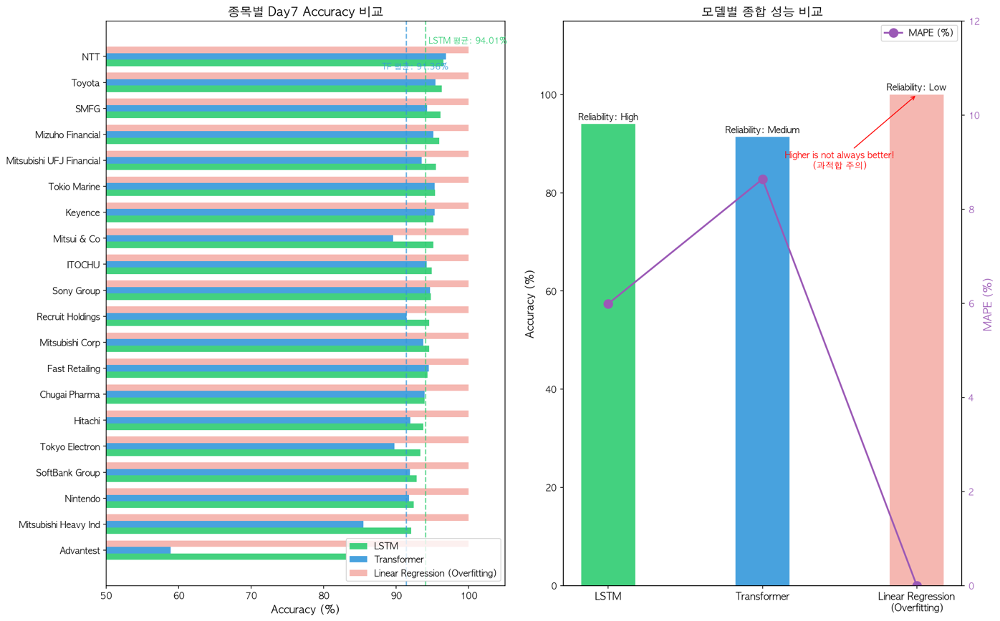 종목별 Day7 Accuracy 비교
LSTM 평균: 94.01%
TF 평균: 91.36%
NTT
Toyota
SMFG
Mizuho Financial
Mitsubishi UFJ Financial
Tokio Marine
Keyence
Mitsui & Co
ITOCHU
Sony Group
Recruit Holdings
Mitsubishi Corp
Fast Retailing
Chugai Pharma
Hitachi
Tokyo Electron
SoftBank Group
Nintendo
Mitsubishi Heavy Ind
Advantest
LSTM
Transformer
Linear Regression (Overfitting)
50 60 70 80 90 100
Accuracy (%)
모델별 종합 성능 비교
MAPE (%)
Reliability: High
Reliability: Medium
Reliability: Low
Higher is not always better!
(과적합 주의)
Accuracy (%)
100
80
60
40
20
0
12
10
8
6
4
2
0
MAPE (%)
LSTM Transformer Linear Regression
(Overfitting)